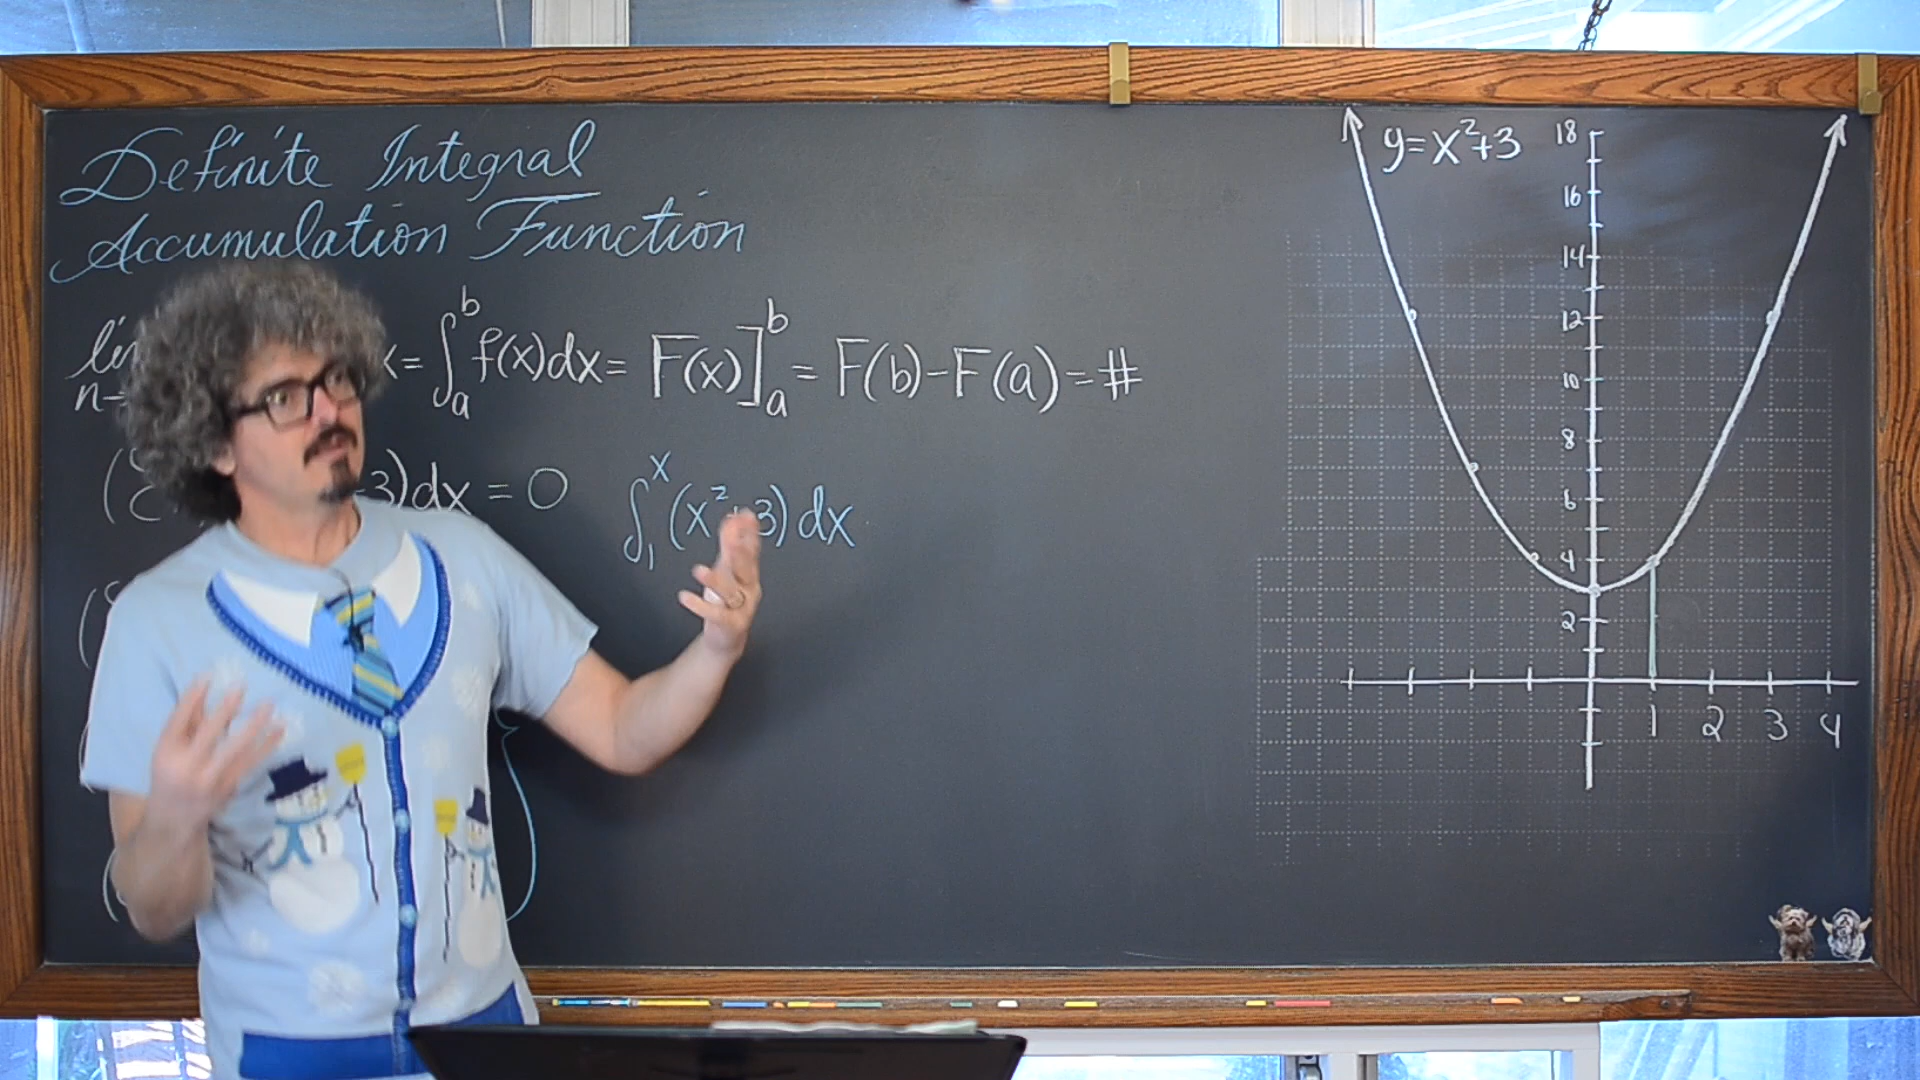 Definite Integral
Accumulation Function
x = ∫_a^b f(x)dx = F(x)]_a^b = F(b) - F(a) = #
n→
3)dx = 0
∫_1^x (x²+3) dx
y = x²+3
18
16
14
12
10
8
6
4
2
1 2 3 4